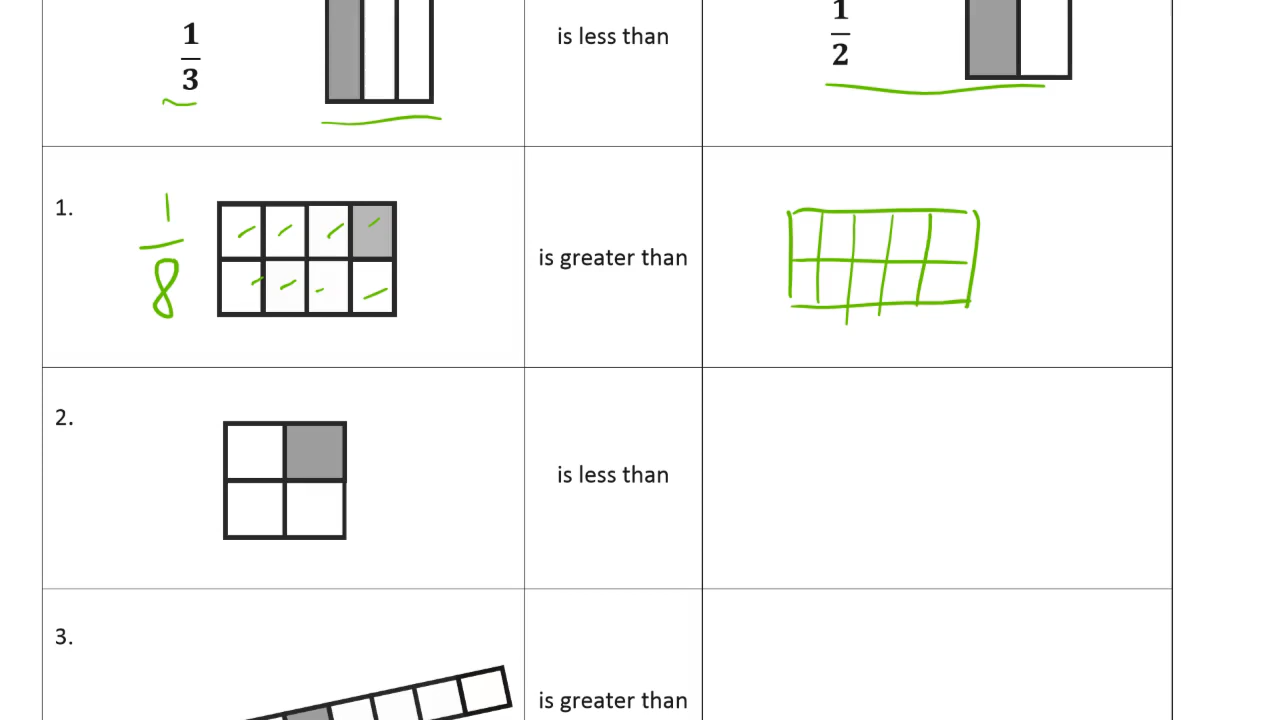 1
3
is less than
1
2
1.
1
8
is greater than
2.
is less than
3.
is greater than